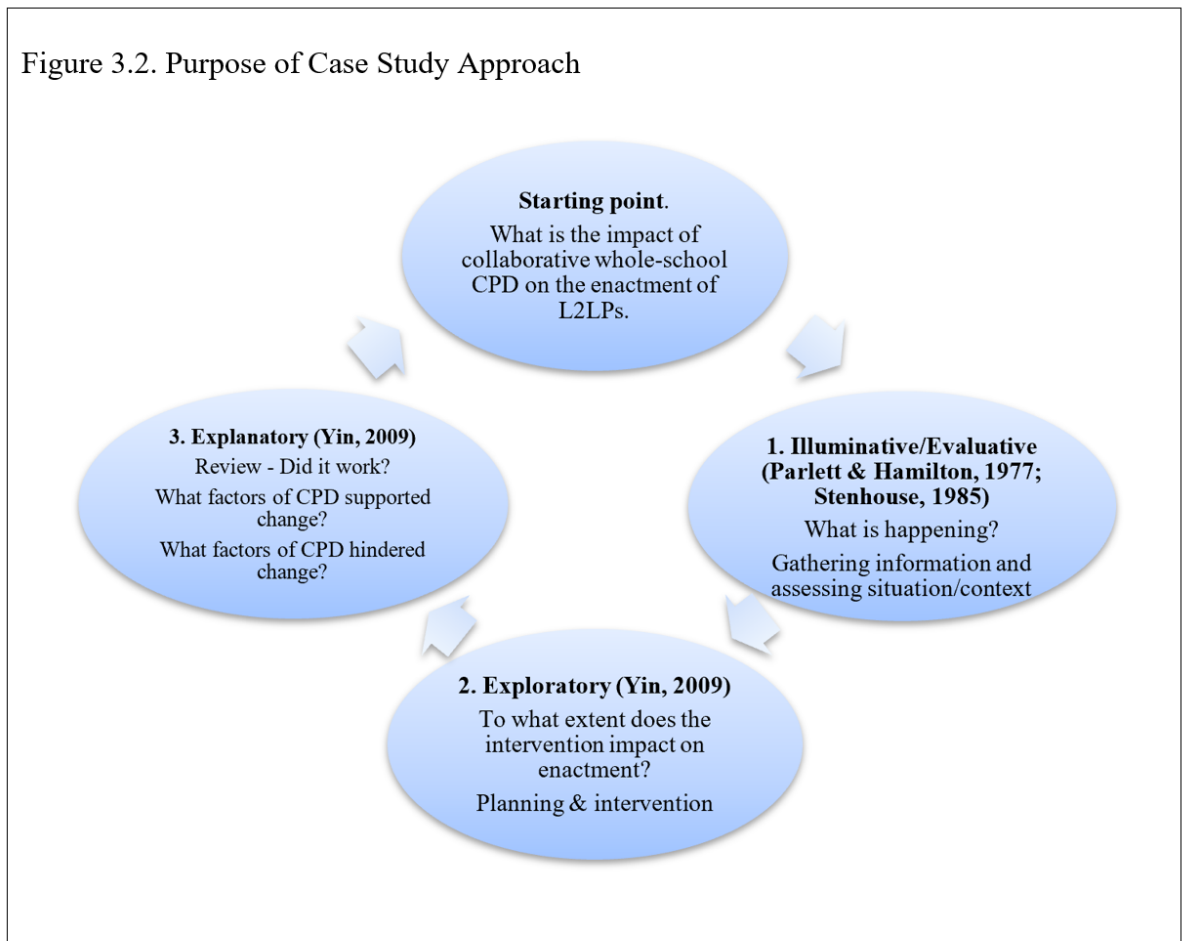 Figure 3.2. Purpose of Case Study Approach
Starting point.
What is the impact of
collaborative whole-school
CPD on the enactment of
L2LPs.
1. Illuminative/Evaluative
(Parlett & Hamilton, 1977;
Stenhouse, 1985)
What is happening?
Gathering information and
assessing situation/context
2. Exploratory (Yin, 2009)
To what extent does the
intervention impact on
enactment?
Planning & intervention
3. Explanatory (Yin, 2009)
Review - Did it work?
What factors of CPD supported
change?
What factors of CPD hindered
change?